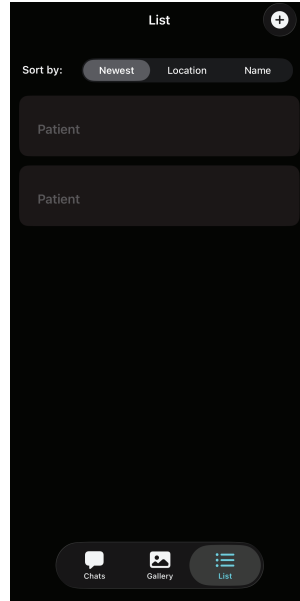 List
Sort by: Newest Location Name
Patient
Patient
Chats Gallery List